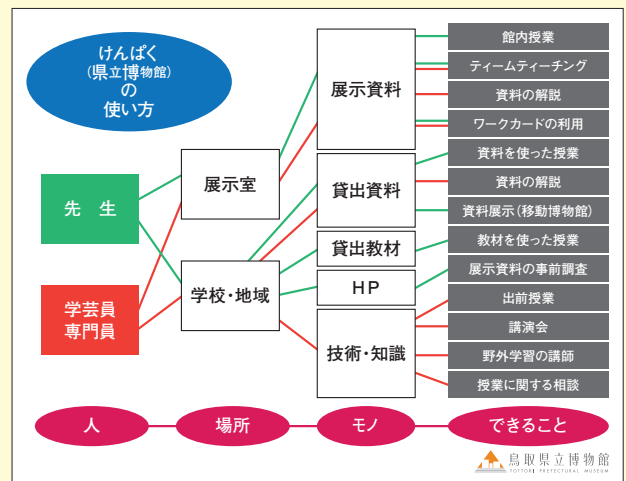 けんぱく
(県立博物館)
の
使い方
先 生
学芸員
専門員
展示室
学校・地域
展示資料
貸出資料
貸出教材
HP
技術・知識
館内授業
ティームティーチング
資料の解説
ワークカードの利用
資料を使った授業
資料の解説
資料展示(移動博物館)
教材を使った授業
展示資料の事前調査
出前授業
講演会
野外学習の講師
授業に関する相談
人
場所
モノ
できること
鳥取県立博物館
TOTTORI PREFECTURAL MUSEUM